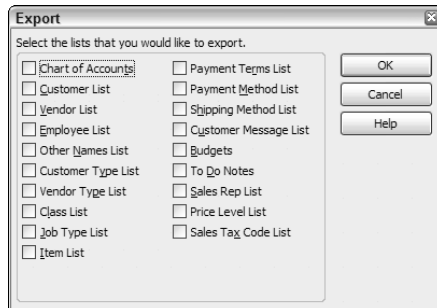 Export
Select the lists that you would like to export.
Chart of Accounts
Customer List
Vendor List
Employee List
Other Names List
Customer Type List
Vendor Type List
Class List
Job Type List
Item List
Payment Terms List
Payment Method List
Shipping Method List
Customer Message List
Budgets
To Do Notes
Sales Rep List
Price Level List
Sales Tax Code List
OK
Cancel
Help